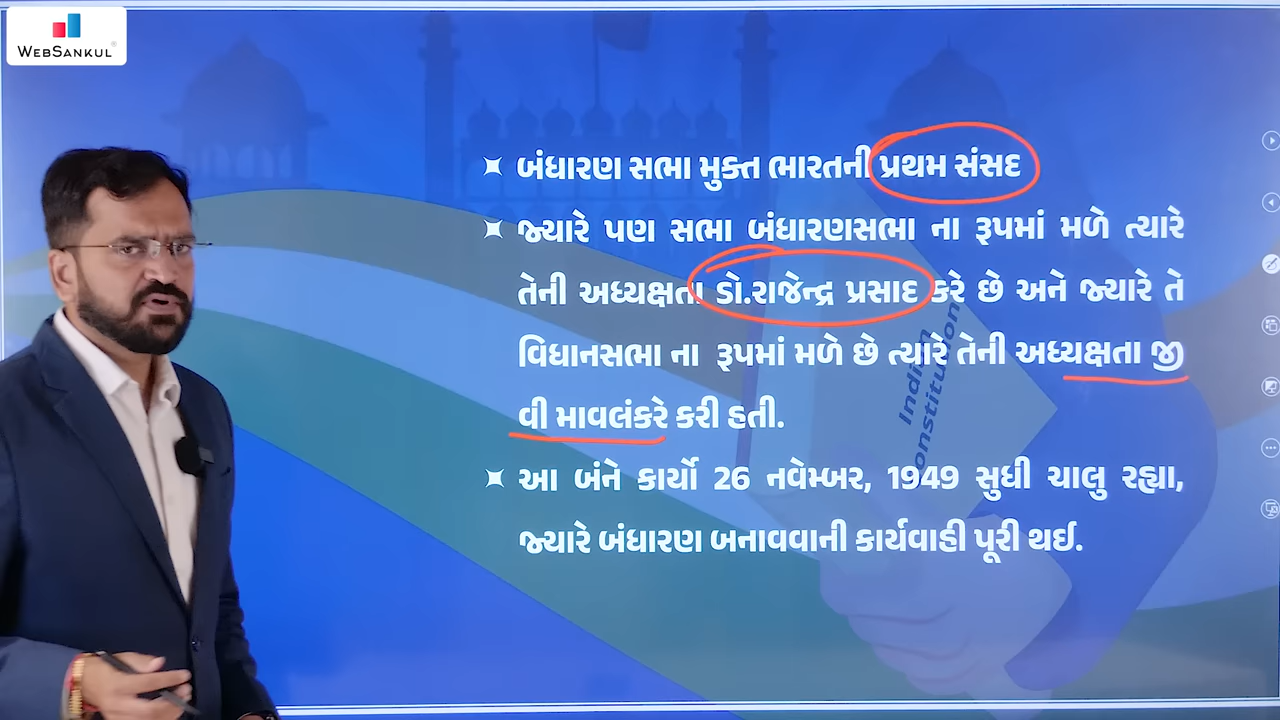 WEBSANKUL
બંધારણ સભા મુક્ત ભારતની પ્રથમ સંસદ
જ્યારે પણ સભા બંધારણસભા ના રૂપમાં મળે ત્યારે
તેની અધ્યક્ષતા ડો.રાજેન્દ્ર પ્રસાદ કરે છે અને જ્યારે તે
વિધાનસભા ના રૂપમાં મળે છે ત્યારે તેની અધ્યક્ષતા જી
વી માવલંકરે કરી હતી.
આ બંને કાર્યો 26 નવેમ્બર, 1949 સુધી ચાલુ રહ્યા,
જ્યારે બંધારણ બનાવવાની કાર્યવાહી પૂરી થઈ.
Indian
onstitution